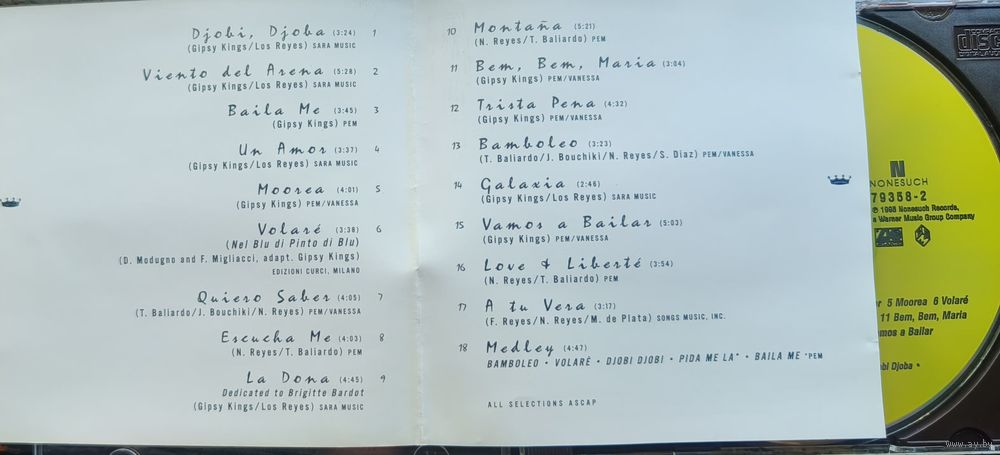 Djobi, Djoba (3:24) 1
(Gipsy Kings/Los Reyes) SARA MUSIC
Viento del Arena (5:28) 2
(Gipsy Kings/Los Reyes) SARA MUSIC
Baila Me (3:45) 3
(Gipsy Kings) PEM
Un Amor (3:37) 4
(Gipsy Kings/Los Reyes) SARA MUSIC
Moorea (4:01) 5
(Gipsy Kings) PEM/VANESSA
Volaré (3:38) 6
(Nel Blu di Pinto di Blu)
(D. Modugno and F. Migliacci, adapt. Gipsy Kings)
EDIZIONI CURCI, MILANO
Quiero Saber (4:05) 7
(T. Baliardo/J. Bouchiki/N. Reyes) PEM/VANESSA
Escucha Me (4:03) 8
(N. Reyes/T. Baliardo) PEM
La Dona (4:45) 9
Dedicated to Brigitte Bardot
(Gipsy Kings/Los Reyes) SARA MUSIC
10 Montaña (5:21)
(N. Reyes/T. Baliardo) PEM
11 Bem, Bem, Maria (3:04)
(Gipsy Kings) PEM/VANESSA
12 Trista Pena (4:32)
(Gipsy Kings) PEM/VANESSA
13 Bamboleo (3:23)
(T. Baliardo/J. Bouchiki/N. Reyes/S. Diaz) PEM/VANESSA
14 Galaxia (2:46)
(Gipsy Kings/Los Reyes) SARA MUSIC
15 Vamos a Bailar (5:03)
(Gipsy Kings) PEM/VANESSA
16 Love & Liberté (3:54)
(N. Reyes/T. Baliardo) PEM
17 A tu Vera (3:17)
(F. Reyes/N. Reyes/M. de Plata) SONGS MUSIC, INC.
18 Medley (4:47)
BAMBOLEO • VOLARÉ • DJOBI DJOBI • PIDA ME LA* • BAILA ME *PEM
ALL SELECTIONS ASCAP
N
NONESUCH
79358-2
℗ 1995 Nonesuch Records,
a Warner Music Group Company
5 Moorea 6 Volaré
11 Bem, Bem, Maria
a Bailar
Djoba •
www.ay.by